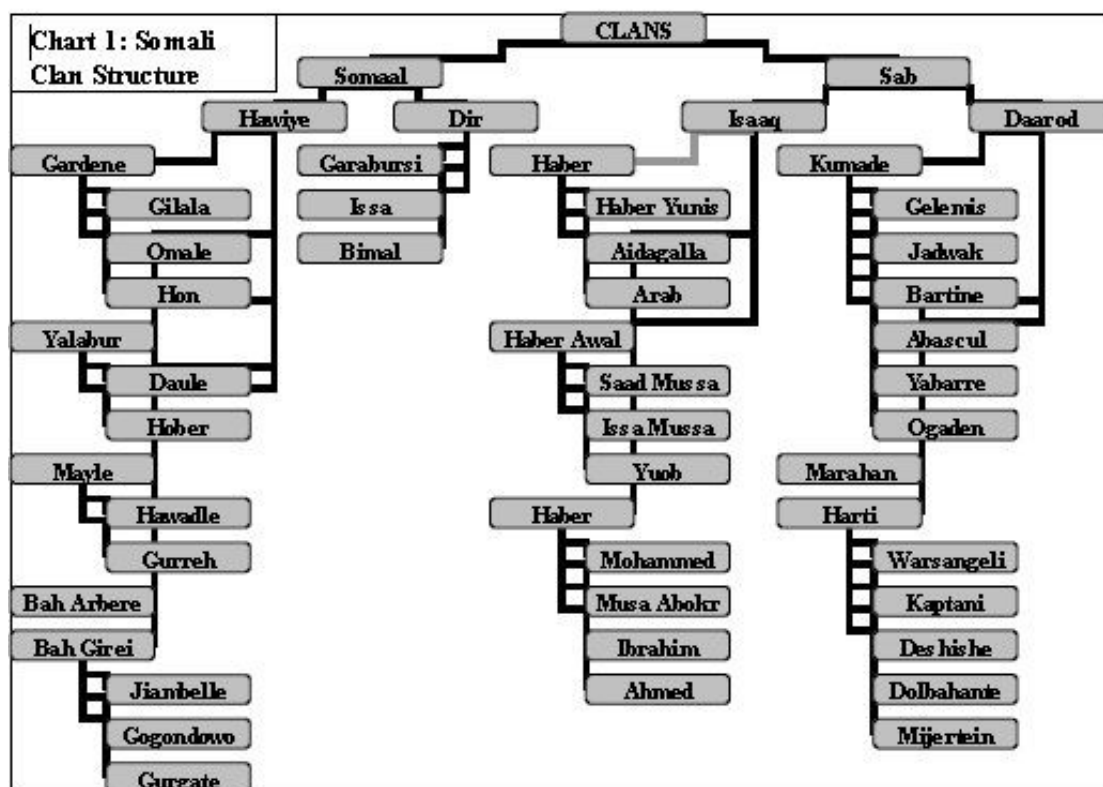 Chart 1: Somali
Clan Structure
CLANS
Somaal
Sab
Hawiye
Dir
Isaaq
Daarod
Gardene
Gilala
Omale
Hon
Yalabur
Daule
Hober
Mayle
Hawadle
Gurreh
Bah Arbere
Bah Girei
Jiambelle
Gogondowo
Gurgate
Garabursi
Issa
Bimal
Haber
Haber Yunis
Aidagalla
Arab
Haber Awal
Saad Mussa
Issa Mussa
Yuob
Haber
Mohammed
Musa Abokr
Ibrahim
Ahmed
Kumade
Gelemis
Jadwak
Bartine
Abascul
Yabarre
Ogaden
Marahan
Harti
Warsangeli
Kaptani
Deshishe
Dolbahante
Mijertein